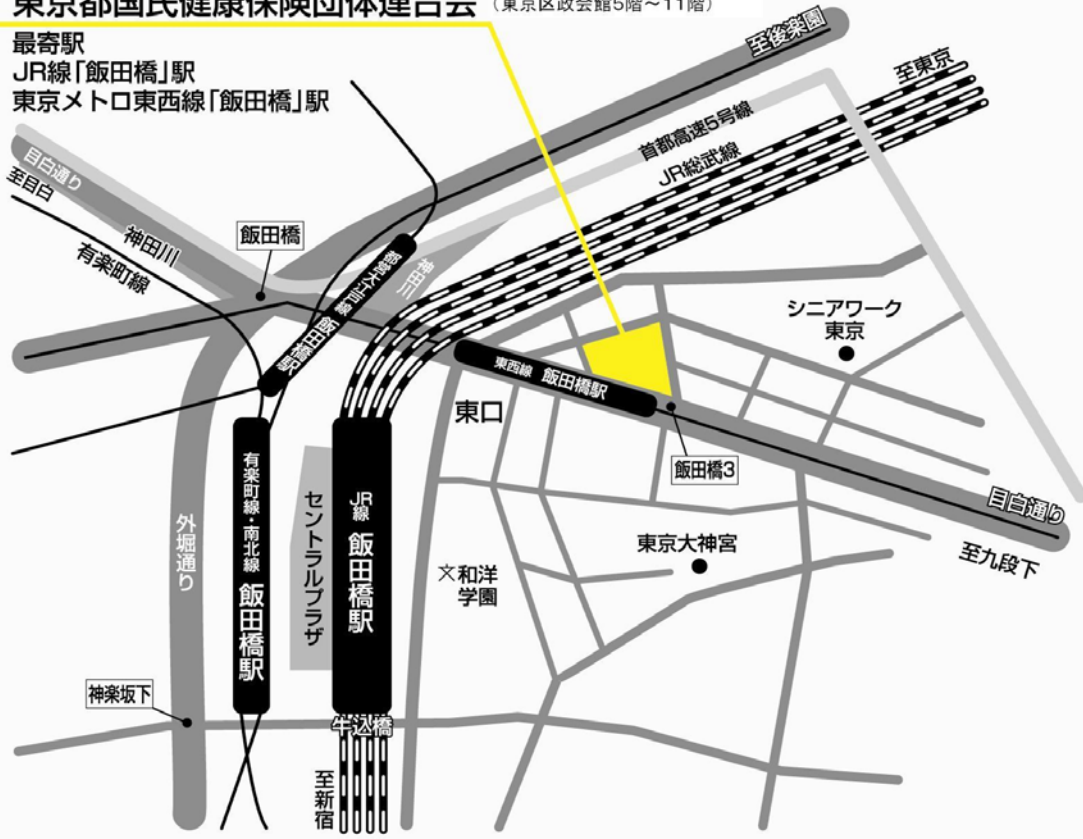 東京都国民健康保険団体連合会（東京区政会館5階～11階）
最寄駅
JR線「飯田橋」駅
東京メトロ東西線「飯田橋」駅
至後楽園
至東京
首都高速5号線
JR総武線
目白通り
至目白
神田川
有楽町線
飯田橋
都営大江戸線 飯田橋駅
神田川
シニアワーク
東京
東西線 飯田橋駅
東口
飯田橋3
目白通り
至九段下
有楽町線・南北線 飯田橋駅
セントラルプラザ
JR線 飯田橋駅
外堀通り
東京大神宮
和洋
学園
神楽坂下
牛込橋
至新宿